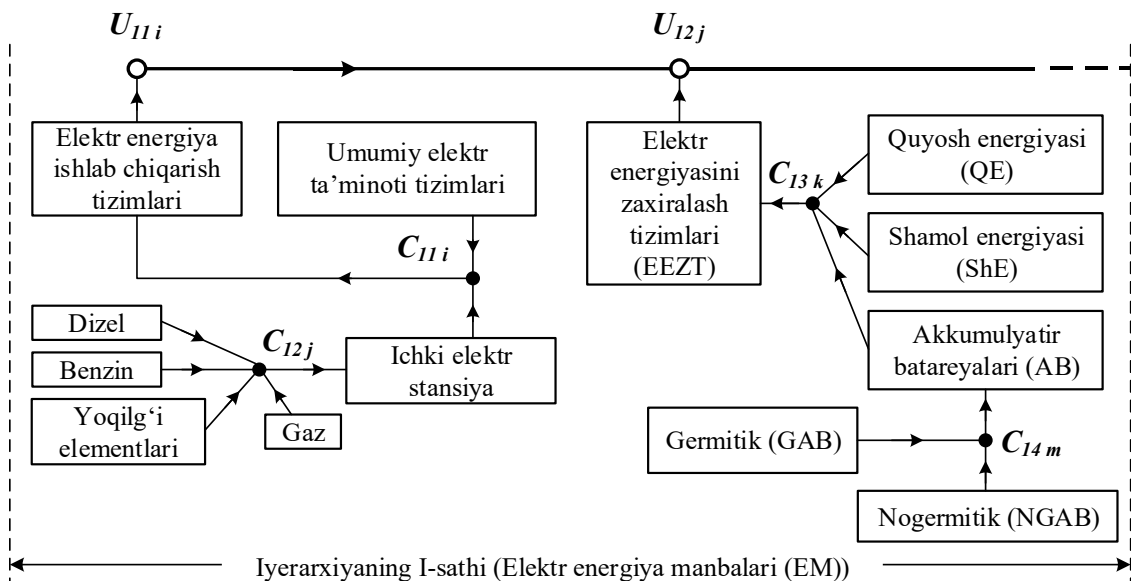 U11 i
U12 j
Elektr energiya
ishlab chiqarish
tizimlari
Umumiy elektr
ta’minoti tizimlari
Elektr
energiyasini
zaxiralash
tizimlari
(EEZT)
C13 k
Quyosh energiyasi
(QE)
Shamol energiyasi
(ShE)
C11 i
Dizel
Benzin
Yoqilg‘i
elementlari
C12 j
Gaz
Ichki elektr
stansiya
Akkumulyatir
batareyalari (AB)
Germitik (GAB)
C14 m
Nogermitik (NGAB)
Iyerarxiyaning I-sathi (Elektr energiya manbalari (EM))